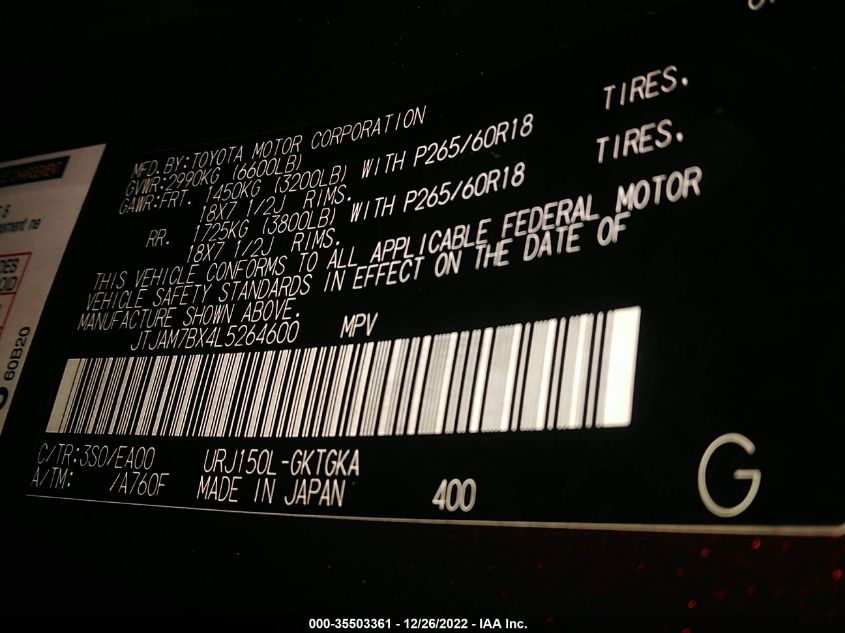 MFD. BY: TOYOTA MOTOR CORPORATION
GVWR: 2990KG (6600LB)
GAWR: FRT. 1450KG (3200LB) WITH P265/60R18 TIRES.
18X7 1/2J RIMS.
RR. 1725KG (3800LB) WITH P265/60R18 TIRES.
18X7 1/2J RIMS.
THIS VEHICLE CONFORMS TO ALL APPLICABLE FEDERAL MOTOR
VEHICLE SAFETY STANDARDS IN EFFECT ON THE DATE OF
MANUFACTURE SHOWN ABOVE.
JTJAM7BX4L5264600 MPV
C/TR: 3S0/EA00 URJ150L-GKTGKA
A/TM: /A760F MADE IN JAPAN 400
G
60B20
000-35503361 - 12/26/2022 - IAA Inc.